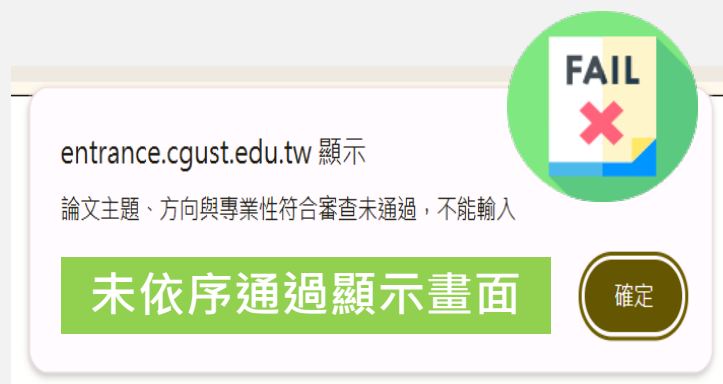 FAIL
entrance.cgust.edu.tw 顯示
論文主題、方向與專業性符合審查未通過，不能輸入
未依序通過顯示畫面
確定